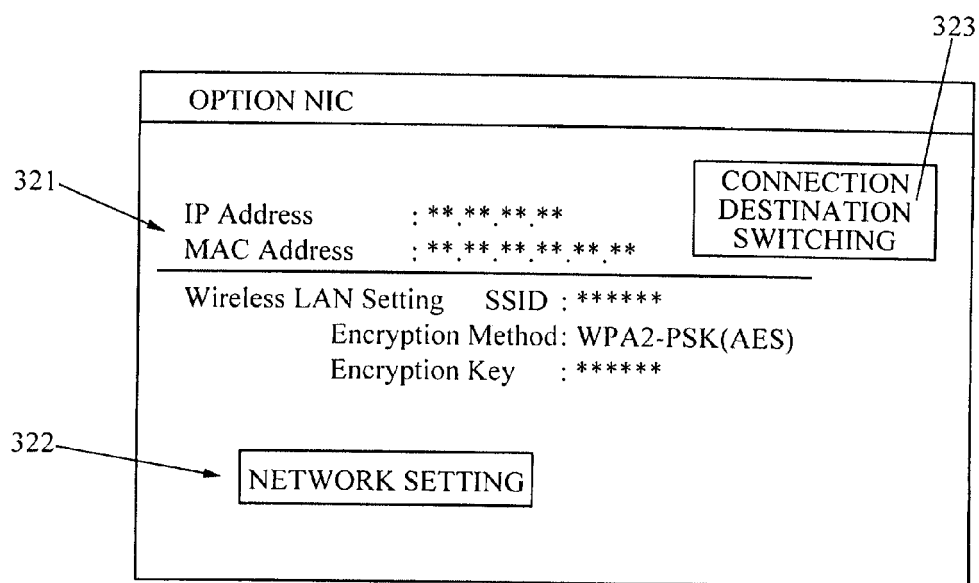 323
OPTION NIC
321
CONNECTION
DESTINATION
SWITCHING
IP Address : **.**.**.**
MAC Address : **.**.**.**.**.**
Wireless LAN Setting SSID : ******
Encryption Method: WPA2-PSK(AES)
Encryption Key : ******
322
NETWORK SETTING